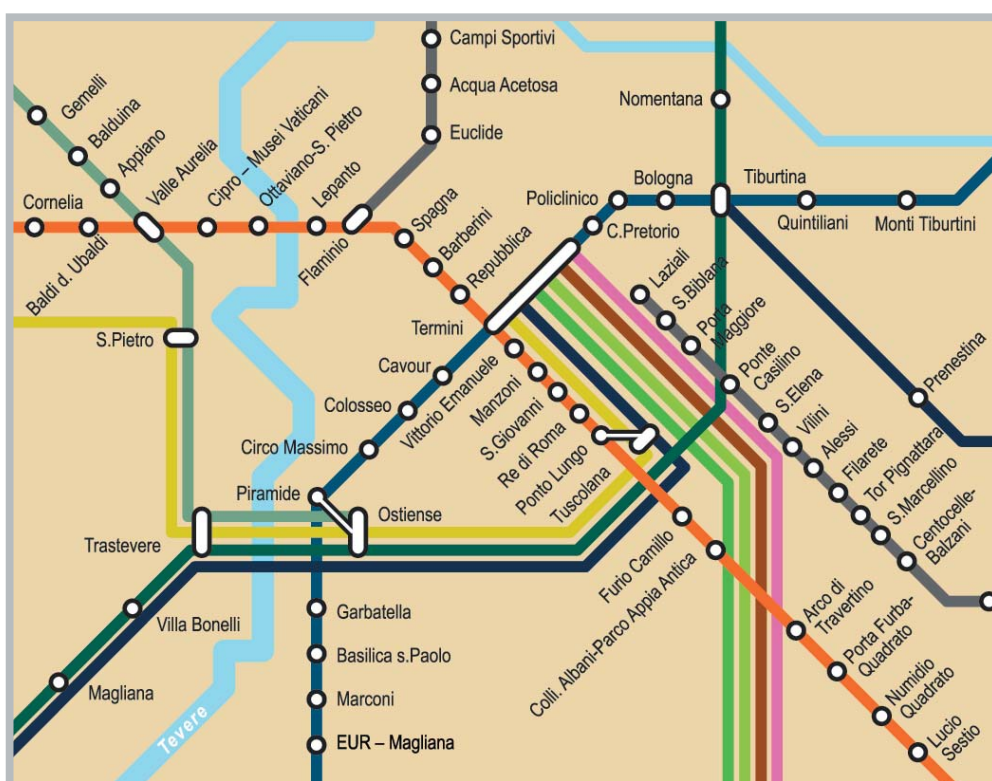 Campi Sportivi
Acqua Acetosa
Euclide
Nomentana
Gemelli
Balduina
Appiano
Valle Aurelia
Cipro – Musei Vaticani
Ottaviano-S. Pietro
Lepanto
Cornelia
Baldi d. Ubaldi
Flaminio
Spagna
Barberini
Repubblica
Policlinico
Bologna
Tiburtina
C.Pretorio
Quintiliani
Monti Tiburtini
S.Pietro
Termini
Laziali
S.Biblana
Porta
Maggiore
Ponte
Casilino
S.Elena
Vilini
Alessi
Filarete
Tor Pignattara
S.Marcellino
Centocelle-
Balzani
Prenestina
Cavour
Colosseo
Circo Massimo
Piramide
Vittorio Emanuele
Manzoni
S.Giovanni
Re di Roma
Ponto Lungo
Tuscolana
Ostiense
Trastevere
Villa Bonelli
Magliana
Garbatella
Basilica s.Paolo
Marconi
EUR – Magliana
Furio Camillo
Colli. Albani-Parco Appia Antica
Arco di
Travertino
Porta Furba-
Quadrato
Numidio
Quadrato
Lucio
Sestio
Tevere